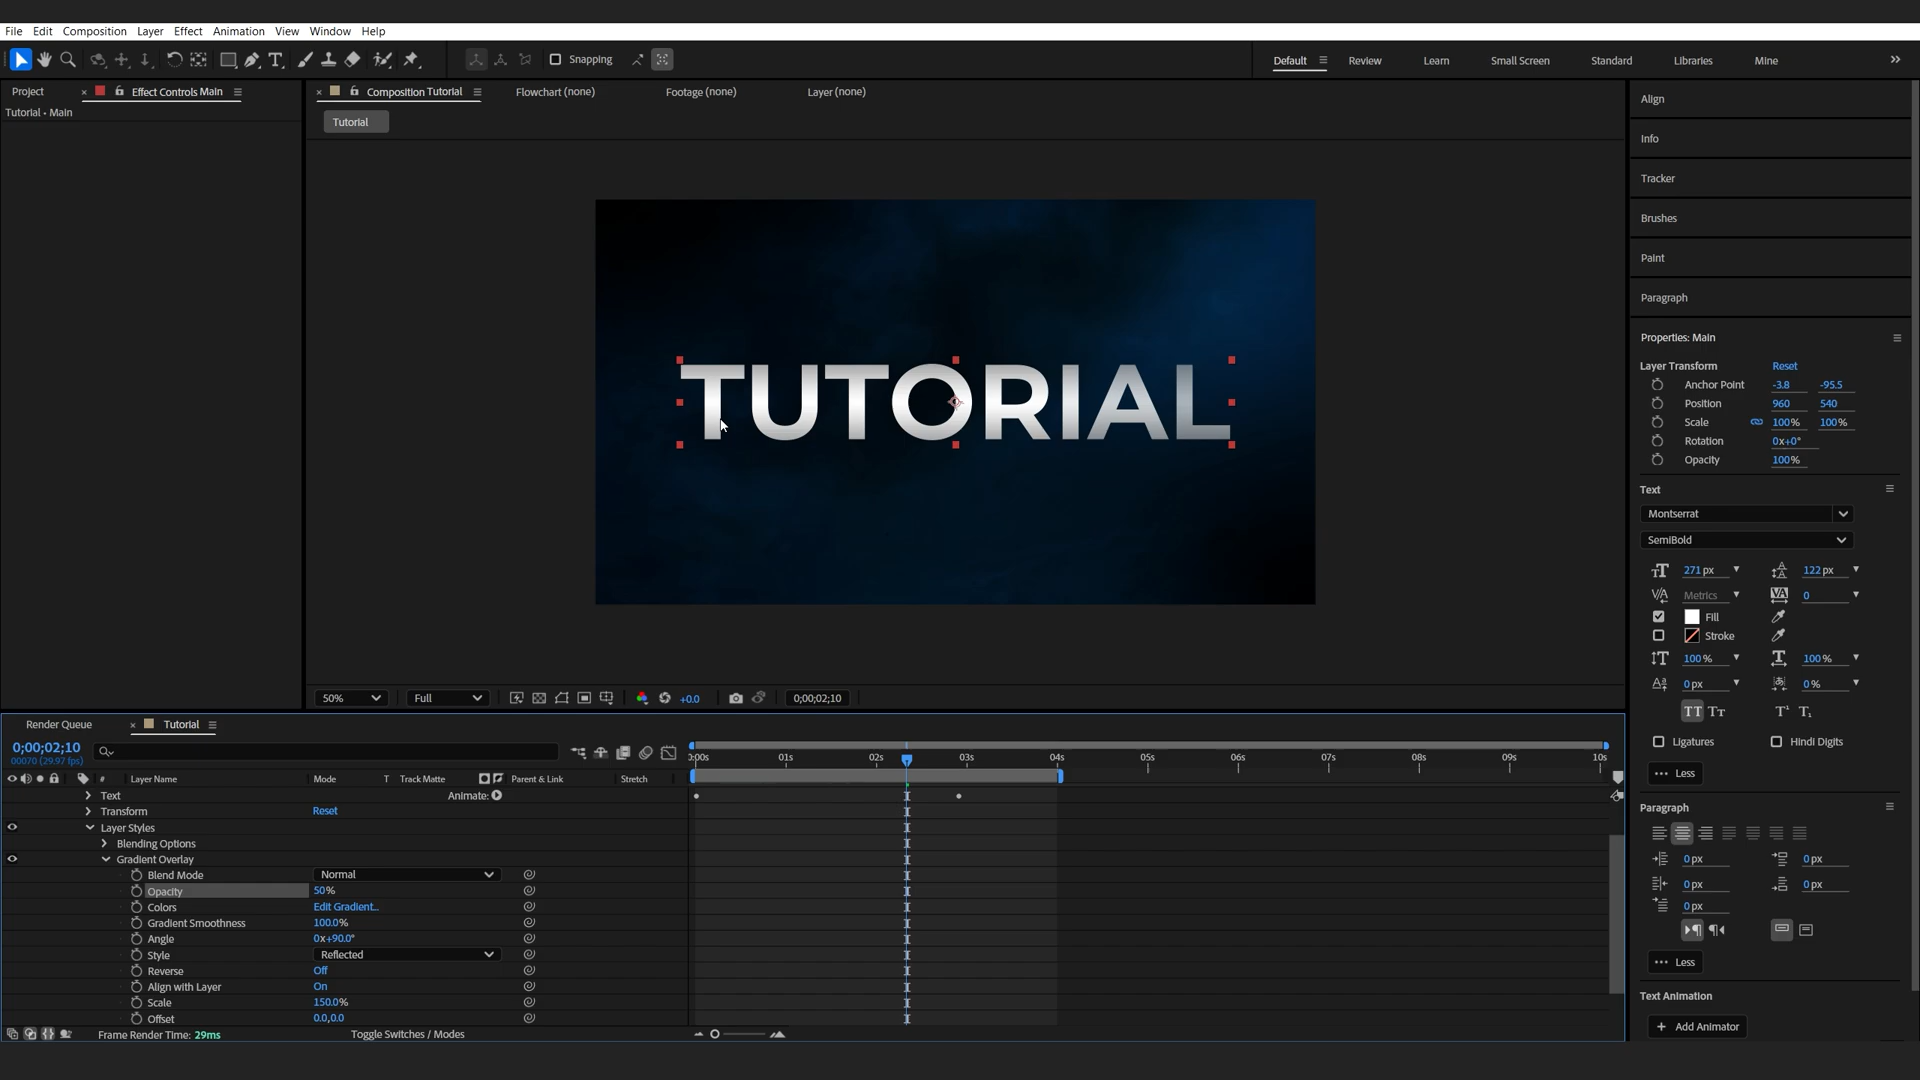 File Edit Composition Layer Effect Animation View Window Help
Snapping
Default Review Learn Small Screen Standard Libraries Mine
Project
Effect Controls Main
Tutorial • Main
Composition Tutorial
Flowchart (none)
Footage (none)
Layer (none)
Tutorial
TUTORIAL
50%
Full
+0.0
0;00;02;10
Align
Info
Tracker
Brushes
Paint
Paragraph
Properties: Main
Layer Transform Reset
Anchor Point -3.8 -95.5
Position 960 540
Scale 100% 100%
Rotation 0x+0°
Opacity 100%
Text
Montserrat
SemiBold
271 px 122 px
Metrics 0
Fill
Stroke
100 % 100 %
0 px 0 %
Ligatures Hindi Digits
Less
Paragraph
0 px 0 px
0 px 0 px
0 px
Less
Text Animation
Add Animator
Render Queue
Tutorial
0;00;02;10
00070 (29.97 fps)
# Layer Name Mode T Track Matte Parent & Link Stretch
0:00s 01s 02s 03s 04s 05s 06s 07s 08s 09s 10s
Text Animate:
Transform Reset
Layer Styles
Blending Options
Gradient Overlay
Blend Mode Normal
Opacity 50%
Colors Edit Gradient...
Gradient Smoothness 100.0%
Angle 0x+90.0°
Style Reflected
Reverse Off
Align with Layer On
Scale 150.0%
Offset 0.0,0.0
Frame Render Time: 29ms
Toggle Switches / Modes